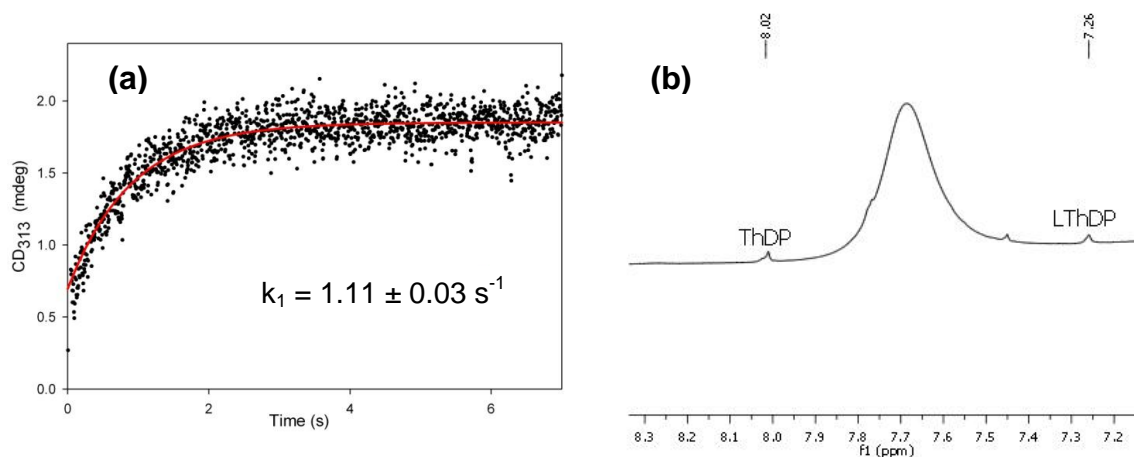 (a)
2.0
1.5
1.0
0.5
0.0
CD313 (mdeg)
k1 = 1.11 ± 0.03 s-1
0 2 4 6
Time (s)
(b)
8.02
7.26
ThDP
LThDP
8.3 8.2 8.1 8.0 7.9 7.8 7.7 7.6 7.5 7.4 7.3 7.2
f1 (ppm)